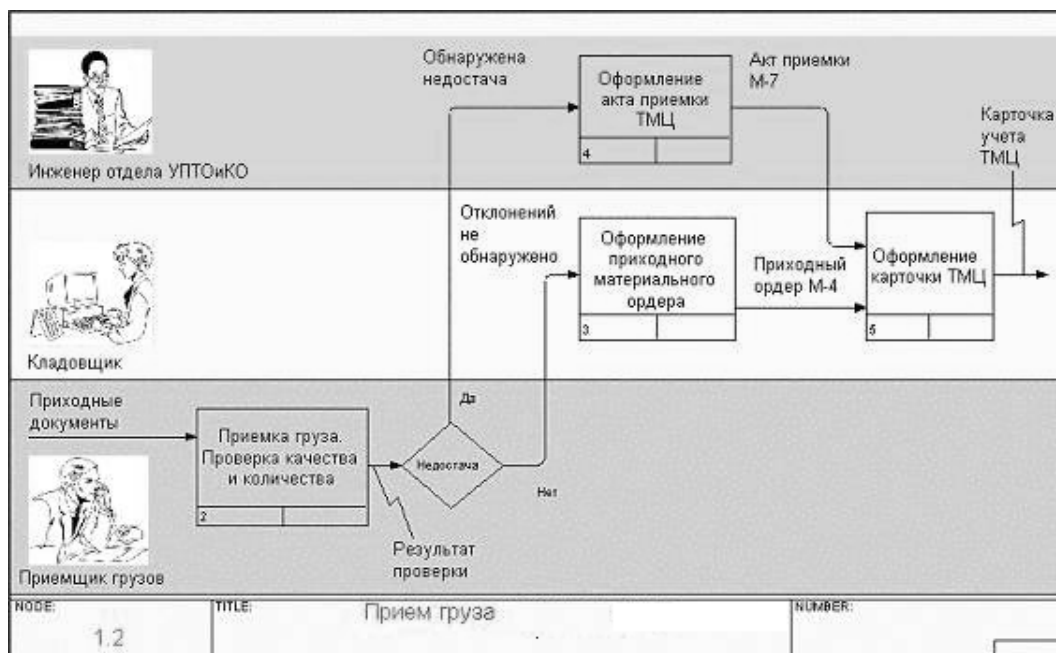 Обнаружена
недостача
Оформление
акта приемки
ТМЦ
4
Акт приемки
М-7
Карточка
учета
ТМЦ
Инженер отдела УПТОиКО
Отклонений
не
обнаружено
Оформление
приходного
материального
ордера
3
Приходный
ордер М-4
Оформление
карточки ТМЦ
5
Кладовщик
Приходные
документы
Приемка груза.
Проверка качества
и количества
2
Да
Недостача
Нет
Результат
проверки
Приемщик грузов
NODE:
1.2
TITLE:
Прием груза
NUMBER: